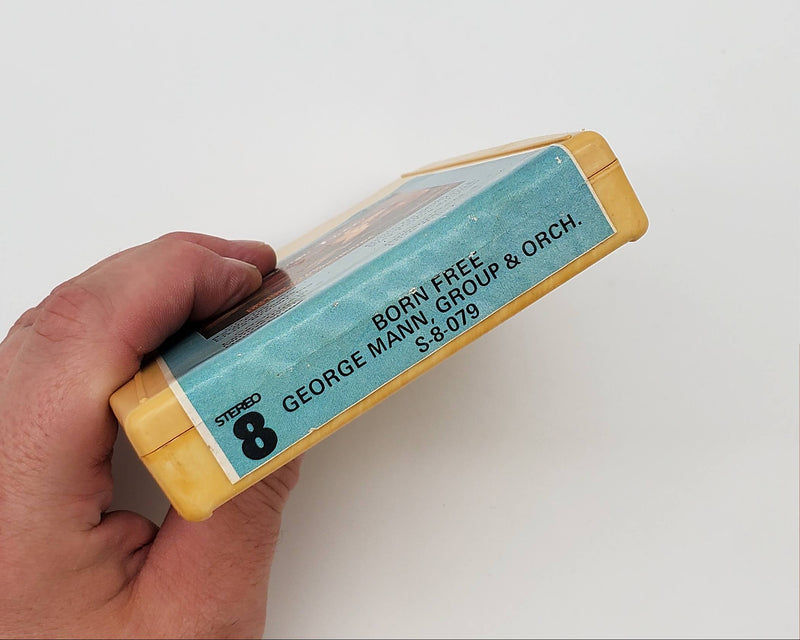 BORN FREE
GEORGE MANN, GROUP & ORCH.
S-8-079
STEREO
8